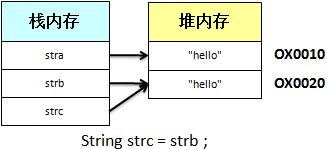 栈内存 堆内存
stra "hello" OX0010
strb "hello" OX0020
strc
String strc = strb ;